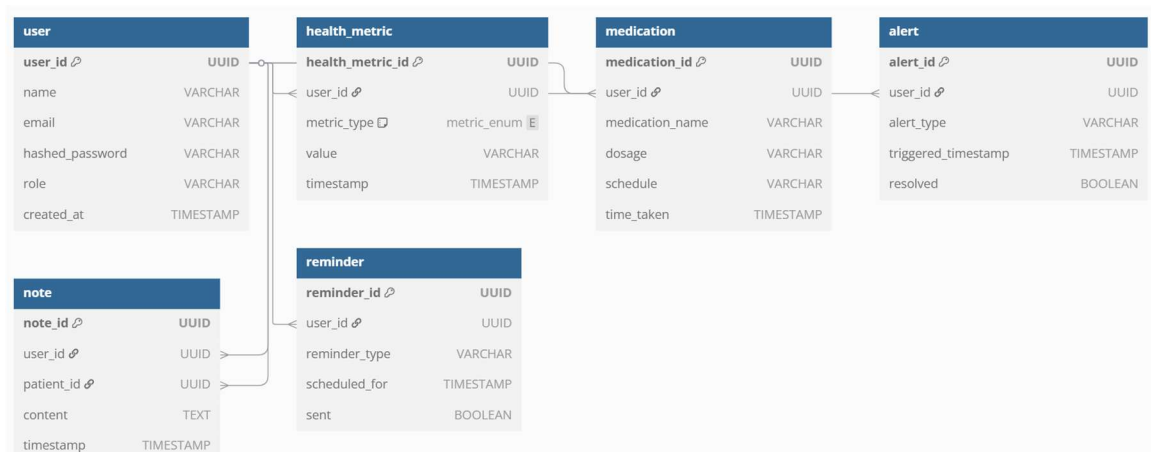 user
user_id UUID
name VARCHAR
email VARCHAR
hashed_password VARCHAR
role VARCHAR
created_at TIMESTAMP
health_metric
health_metric_id UUID
user_id UUID
metric_type metric_enum E
value VARCHAR
timestamp TIMESTAMP
medication
medication_id UUID
user_id UUID
medication_name VARCHAR
dosage VARCHAR
schedule VARCHAR
time_taken TIMESTAMP
alert
alert_id UUID
user_id UUID
alert_type VARCHAR
triggered_timestamp TIMESTAMP
resolved BOOLEAN
note
note_id UUID
user_id UUID
patient_id UUID
content TEXT
timestamp TIMESTAMP
reminder
reminder_id UUID
user_id UUID
reminder_type VARCHAR
scheduled_for TIMESTAMP
sent BOOLEAN